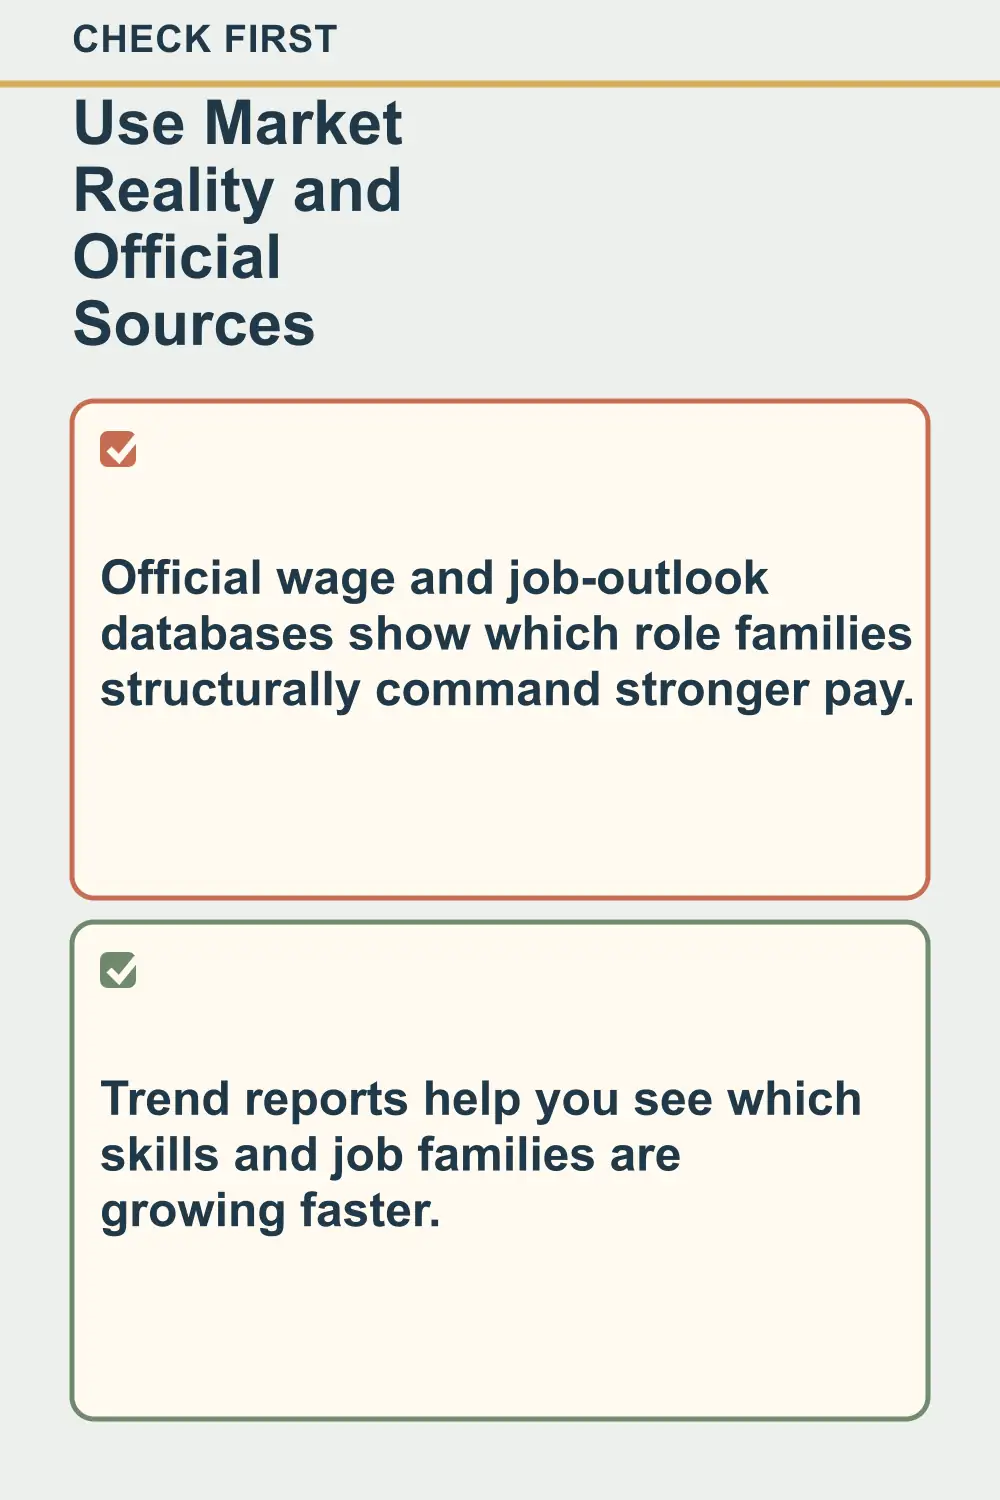 CHECK FIRST
Use Market
Reality and
Official
Sources
Official wage and job-outlook
databases show which role families
structurally command stronger pay.
Trend reports help you see which
skills and job families are
growing faster.